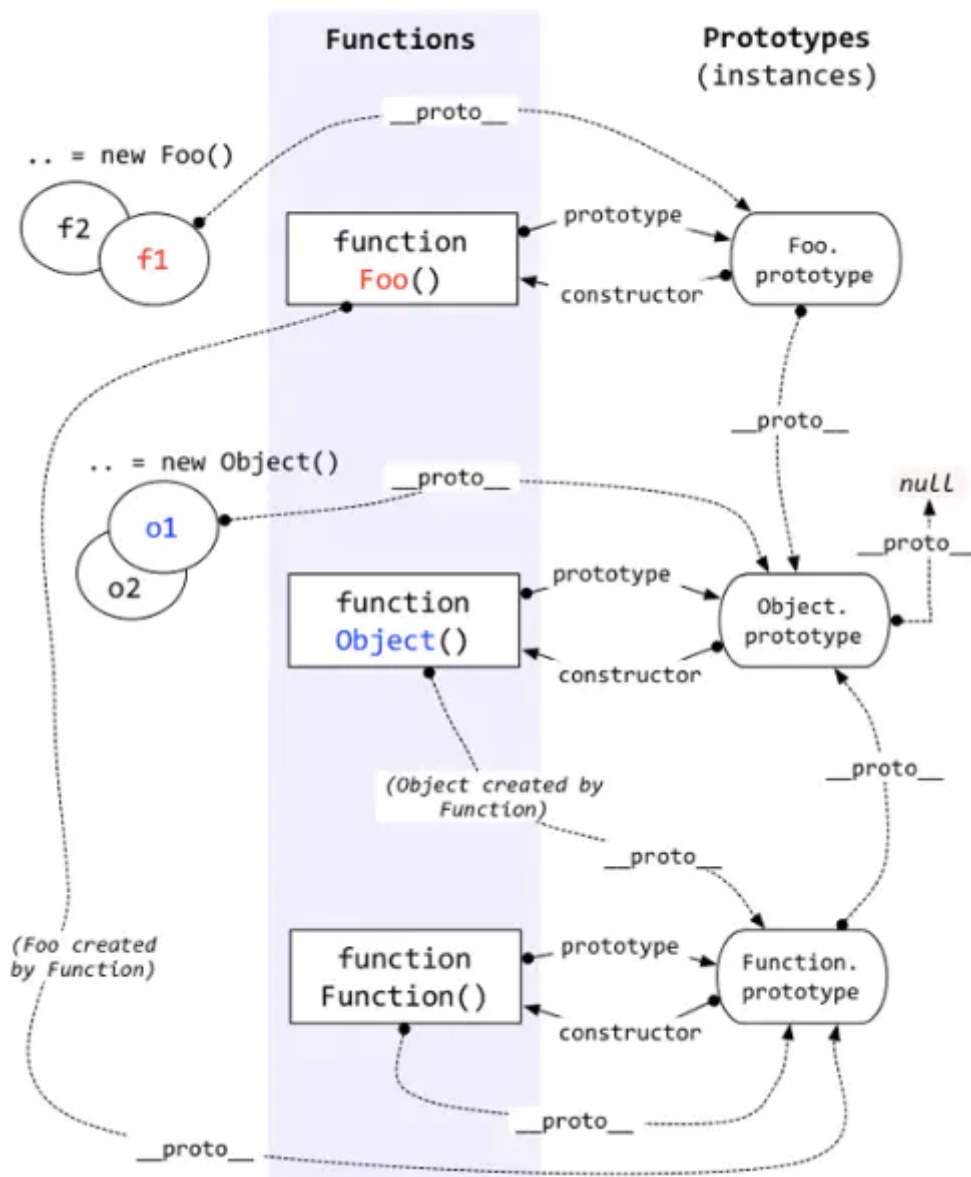 Functions
Prototypes
(instances)
__proto__
.. = new Foo()
f2
f1
function
Foo()
prototype
constructor
Foo.
prototype
__proto__
.. = new Object()
__proto__
null
o1
o2
function
Object()
prototype
constructor
Object.
prototype
__proto__
(Object created by
Function)
__proto__
__proto__
(Foo created
by Function)
function
Function()
prototype
constructor
Function.
prototype
__proto__
__proto__